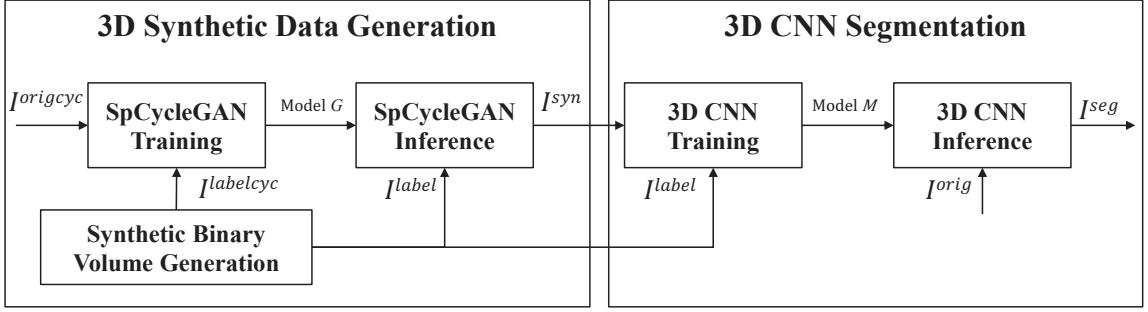 3D Synthetic Data Generation
I^{origcyc}
SpCycleGAN
Training
Model G
SpCycleGAN
Inference
I^{syn}
I^{labelcyc}
I^{label}
Synthetic Binary
Volume Generation
3D CNN Segmentation
3D CNN
Training
Model M
3D CNN
Inference
I^{seg}
I^{label}
I^{orig}